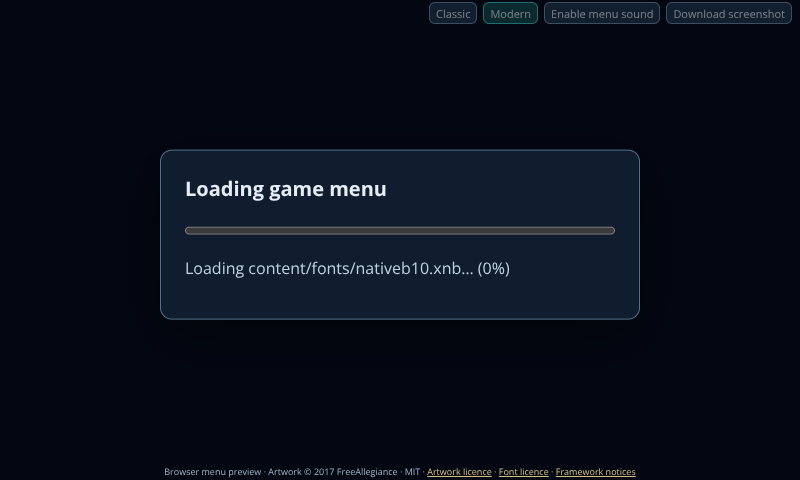 Classic Modern Enable menu sound Download screenshot
Loading game menu
Loading content/fonts/nativeb10.xnb... (0%)
Browser menu preview · Artwork © 2017 FreeAllegiance · MIT · Artwork licence · Font licence · Framework notices